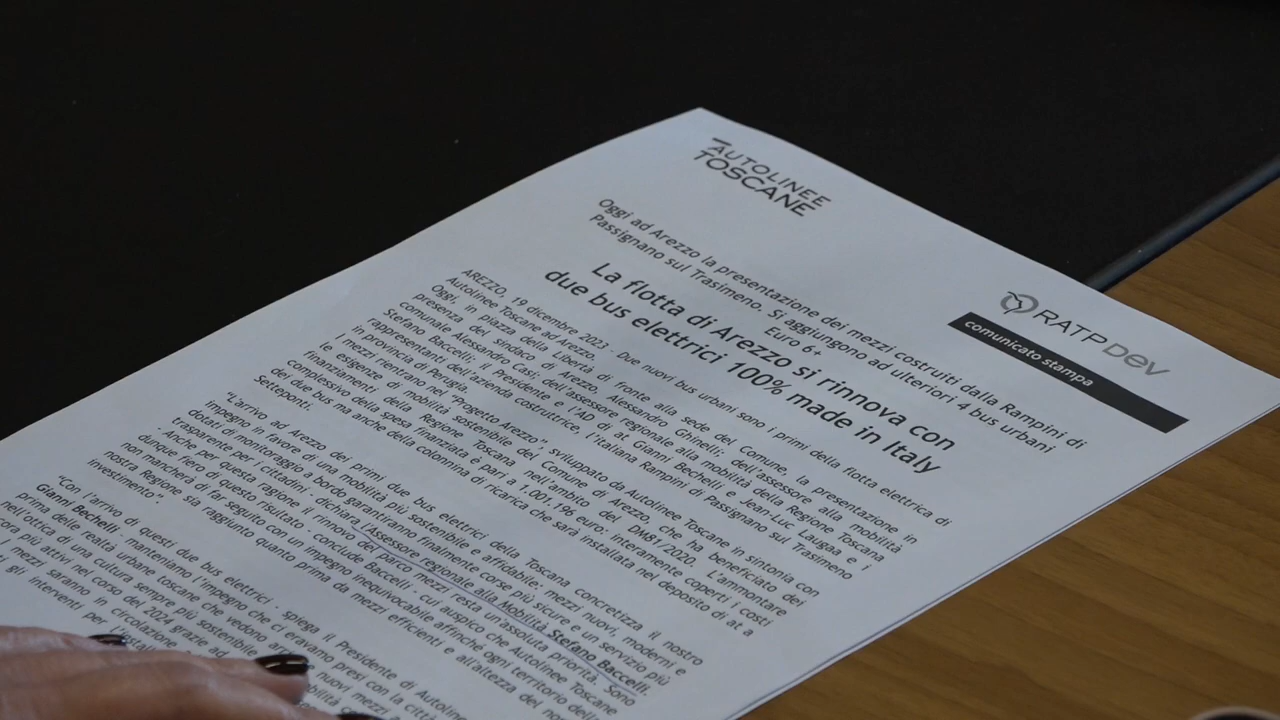 AUTOLINEE
TOSCANE
RATPDEV
comunicato stampa
Oggi ad Arezzo la presentazione dei mezzi costruiti dalla Rampini di
Passignano sul Trasimeno. Si aggiungono ad ulteriori 4 bus urbani
Euro 6+
La flotta di Arezzo si rinnova con
due bus elettrici 100% made in Italy
AREZZO, 19 dicembre 2023 - Due nuovi bus urbani sono i primi della flotta elettrica di
Autolinee Toscane ad Arezzo.
Oggi, in piazza della Libertà di fronte alla sede del Comune, la presentazione in
presenza del sindaco di Arezzo, Alessandro Ghinelli; dell'assessore alla mobilità
comunale Alessandro Casi; dell'assessore regionale alla mobilità della Regione Toscana
Stefano Baccelli; il Presidente e l'AD di at, Gianni Bechelli e Jean-Luc Laugaa e i
rappresentanti dell'azienda costruttrice, l'italiana Rampini di Passignano sul Trasimeno
in provincia di Perugia.
I mezzi rientrano nel "Progetto Arezzo", sviluppato da Autolinee Toscane in sintonia con
le esigenze di mobilità sostenibile del Comune di Arezzo, che ha beneficiato dei
finanziamenti della Regione Toscana nell'ambito del DM81/2020. L'ammontare
complessivo della spesa finanziata è pari a 1.001.196 euro: interamente coperti i costi
dei due bus ma anche della colonnina di ricarica che sarà installata nel deposito di at a
Setteponti.
"L'arrivo ad Arezzo dei primi due bus elettrici della Toscana concretizza il nostro
impegno in favore di una mobilità più sostenibile e affidabile: mezzi nuovi, moderni e
dotati di monitoraggio a bordo garantiranno finalmente corse più sicure e un servizio più
trasparente per i cittadini - dichiara l'Assessore regionale alla Mobilità, Stefano Baccelli.
- Anche per questa ragione il rinnovo del parco mezzi resta un'assoluta priorità. Sono
dunque fiero di questo risultato - conclude Baccelli - cui auspico che Autolinee Toscane
non mancherà di far seguito con un impegno inequivocabile affinché ogni territorio della
nostra Regione sia raggiunto quanto prima da mezzi efficienti e all'altezza del nos
investimento".
"Con l'arrivo di questi due bus elettrici - spiega il Presidente di Autoline
Gianni Bechelli - manteniamo l'impegno che ci eravamo presi con la città
prima delle realtà urbane toscane che vedono arrivare
nell'ottica di una cultura sempre più sostenibile
cora più attivi nel corso del 2024 grazie ad nuovi mezzi
I mezzi saranno in circolazione
gli interventi per l'install